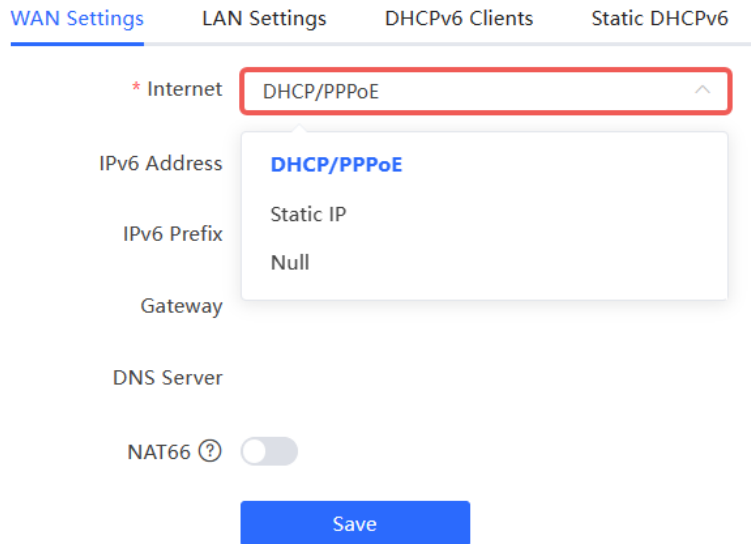 WAN Settings LAN Settings DHCPv6 Clients Static DHCPv6
* Internet DHCP/PPPoE
IPv6 Address DHCP/PPPoE
Static IP
IPv6 Prefix
Null
Gateway
DNS Server
NAT66 ?
Save